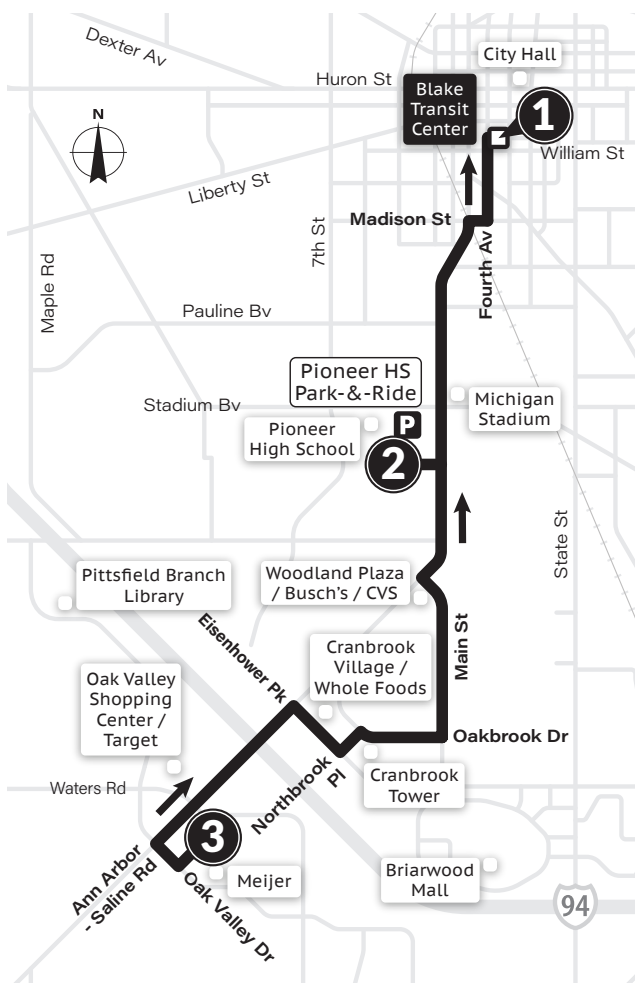 Dexter Av
City Hall
Huron St
Blake
Transit
Center
1
N
William St
Liberty St
Madison St
7th St
Fourth Av
Maple Rd
Pauline Bv
Pioneer HS
Park-&-Ride
Stadium Bv
Michigan
Stadium
P
Pioneer
High School
2
State St
Woodland Plaza
/ Busch's / CVS
Pittsfield Branch
Library
Eisenhower Pk
Main St
Cranbrook
Village /
Whole Foods
Oak Valley
Shopping
Center /
Target
Oakbrook Dr
Northbrook
Pl
Cranbrook
Tower
Waters Rd
3
Ann Arbor
- Saline Rd
Oak Valley Dr
Meijer
Briarwood
Mall
94